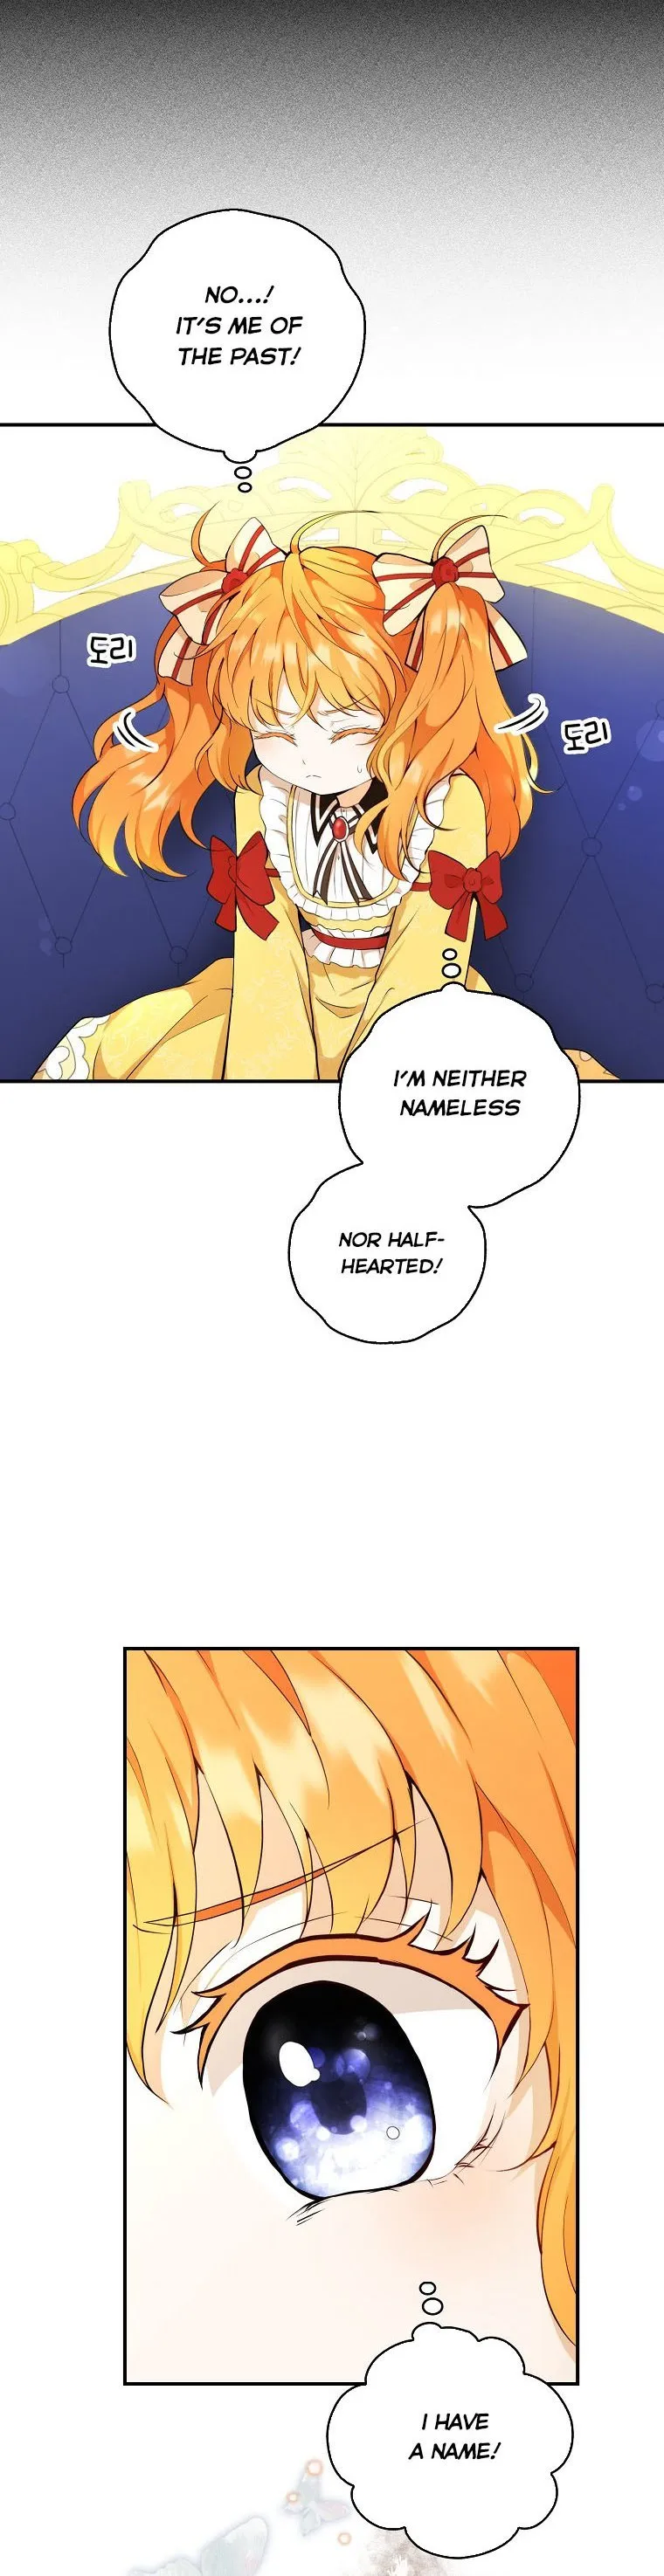 NO...!
IT'S ME OF
THE PAST!
도리
도리
I'M NEITHER
NAMELESS
NOR HALF-
HEARTED!
I HAVE
A NAME!